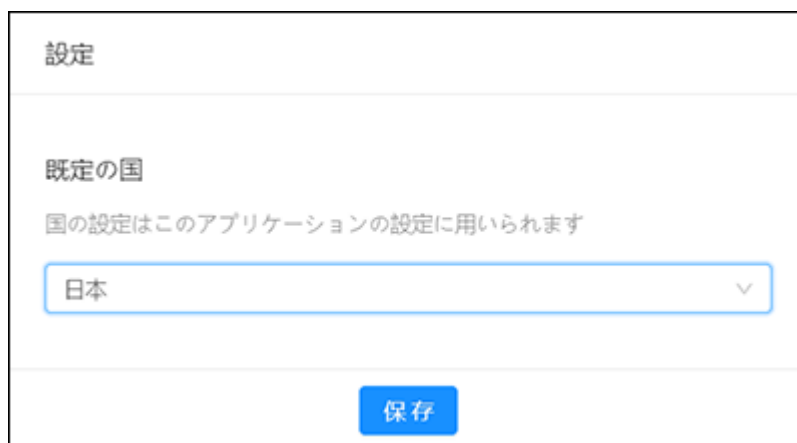 設定
既定の国
国の設定はこのアプリケーションの設定に用いられます
日本
保存